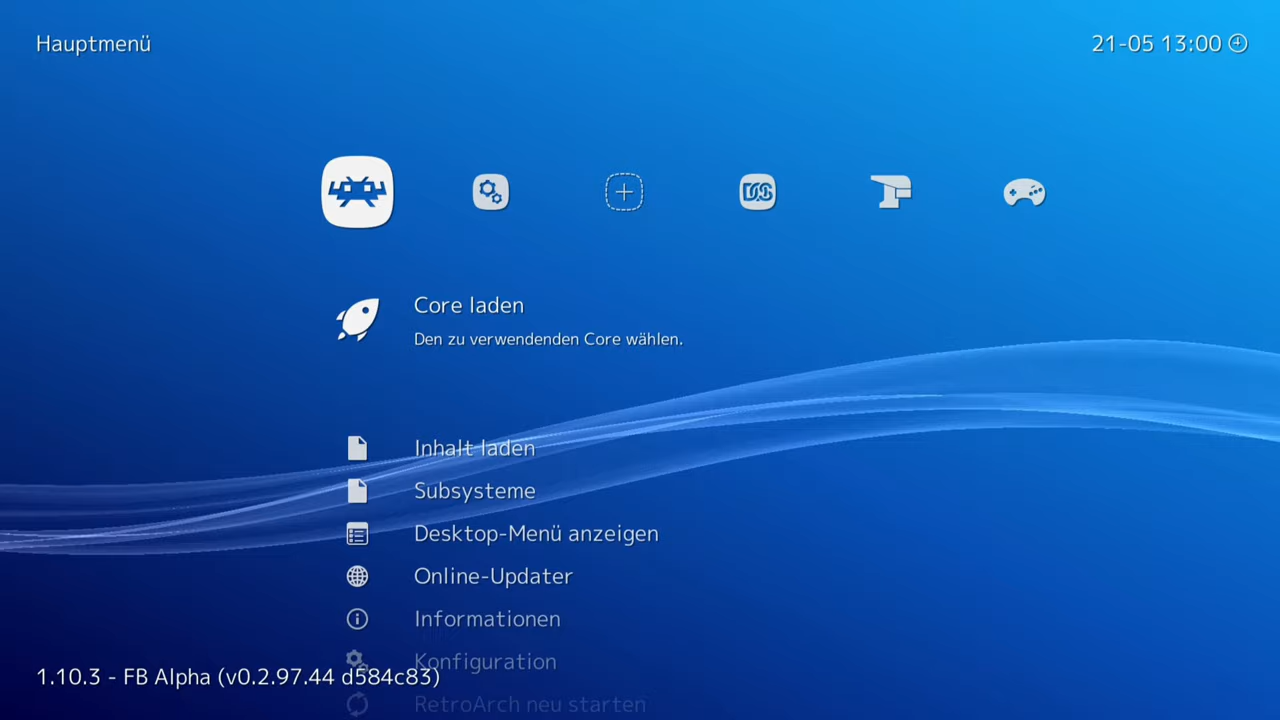 Hauptmenü
21-05 13:00
DOS
Core laden
Den zu verwendenden Core wählen.
Inhalt laden
Subsysteme
Desktop-Menü anzeigen
Online-Updater
Informationen
Konfiguration
1.10.3 - FB Alpha (v0.2.97.44 d584c83)
RetroArch neu starten